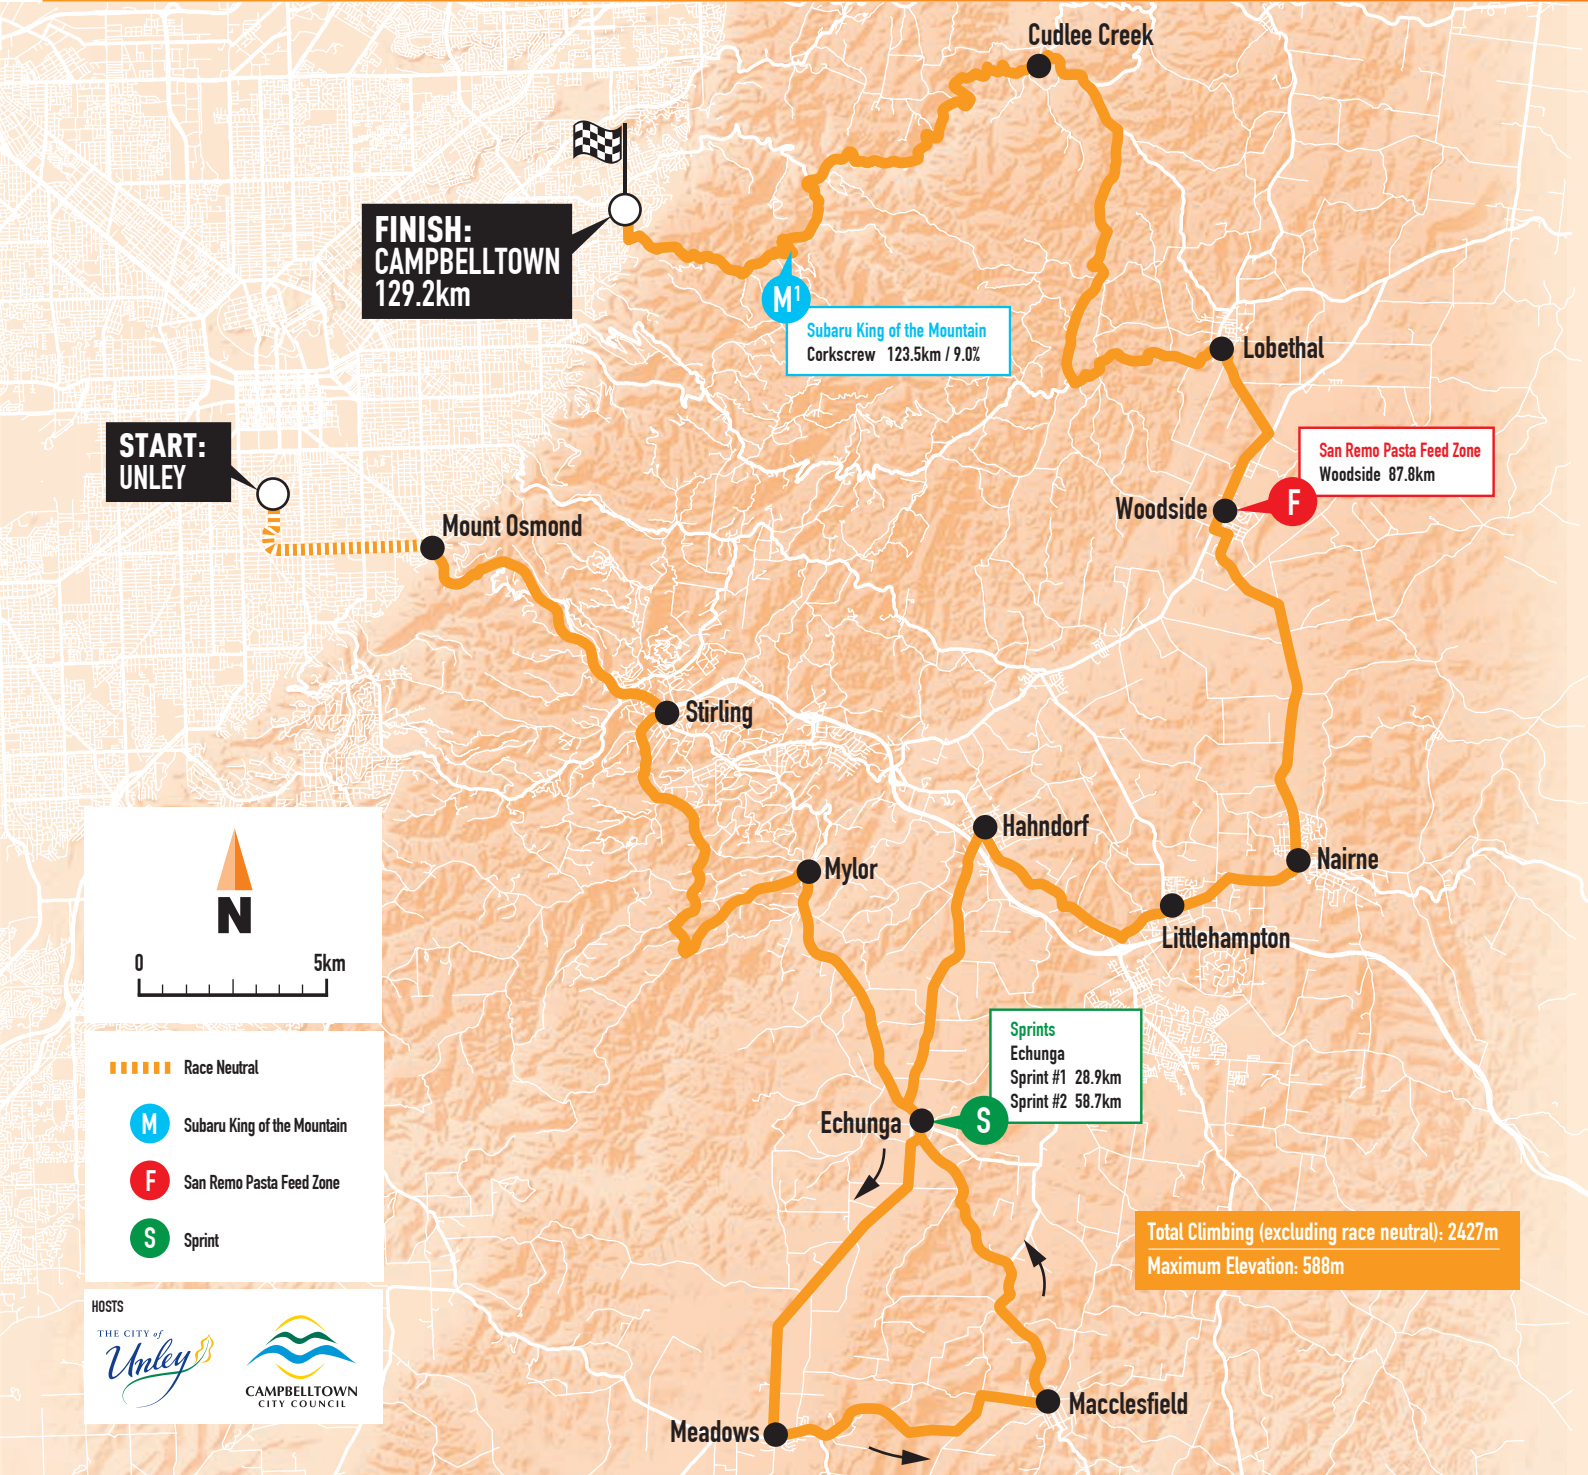 Cudlee Creek
FINISH:
CAMPBELLTOWN
129.2km
M1
Subaru King of the Mountain
Corkscrew 123.5km / 9.0%
Lobethal
START:
UNLEY
San Remo Pasta Feed Zone
Woodside 87.8km
Woodside
F
Mount Osmond
Stirling
Hahndorf
Mylor
Nairne
Littlehampton
N
0 5km
Sprints
Echunga
Sprint #1 28.9km
Sprint #2 58.7km
Echunga
S
Race Neutral
M Subaru King of the Mountain
F San Remo Pasta Feed Zone
S Sprint
Total Climbing (excluding race neutral): 2427m
Maximum Elevation: 588m
HOSTS
THE CITY of
Unley
CAMPBELLTOWN
CITY COUNCIL
Macclesfield
Meadows